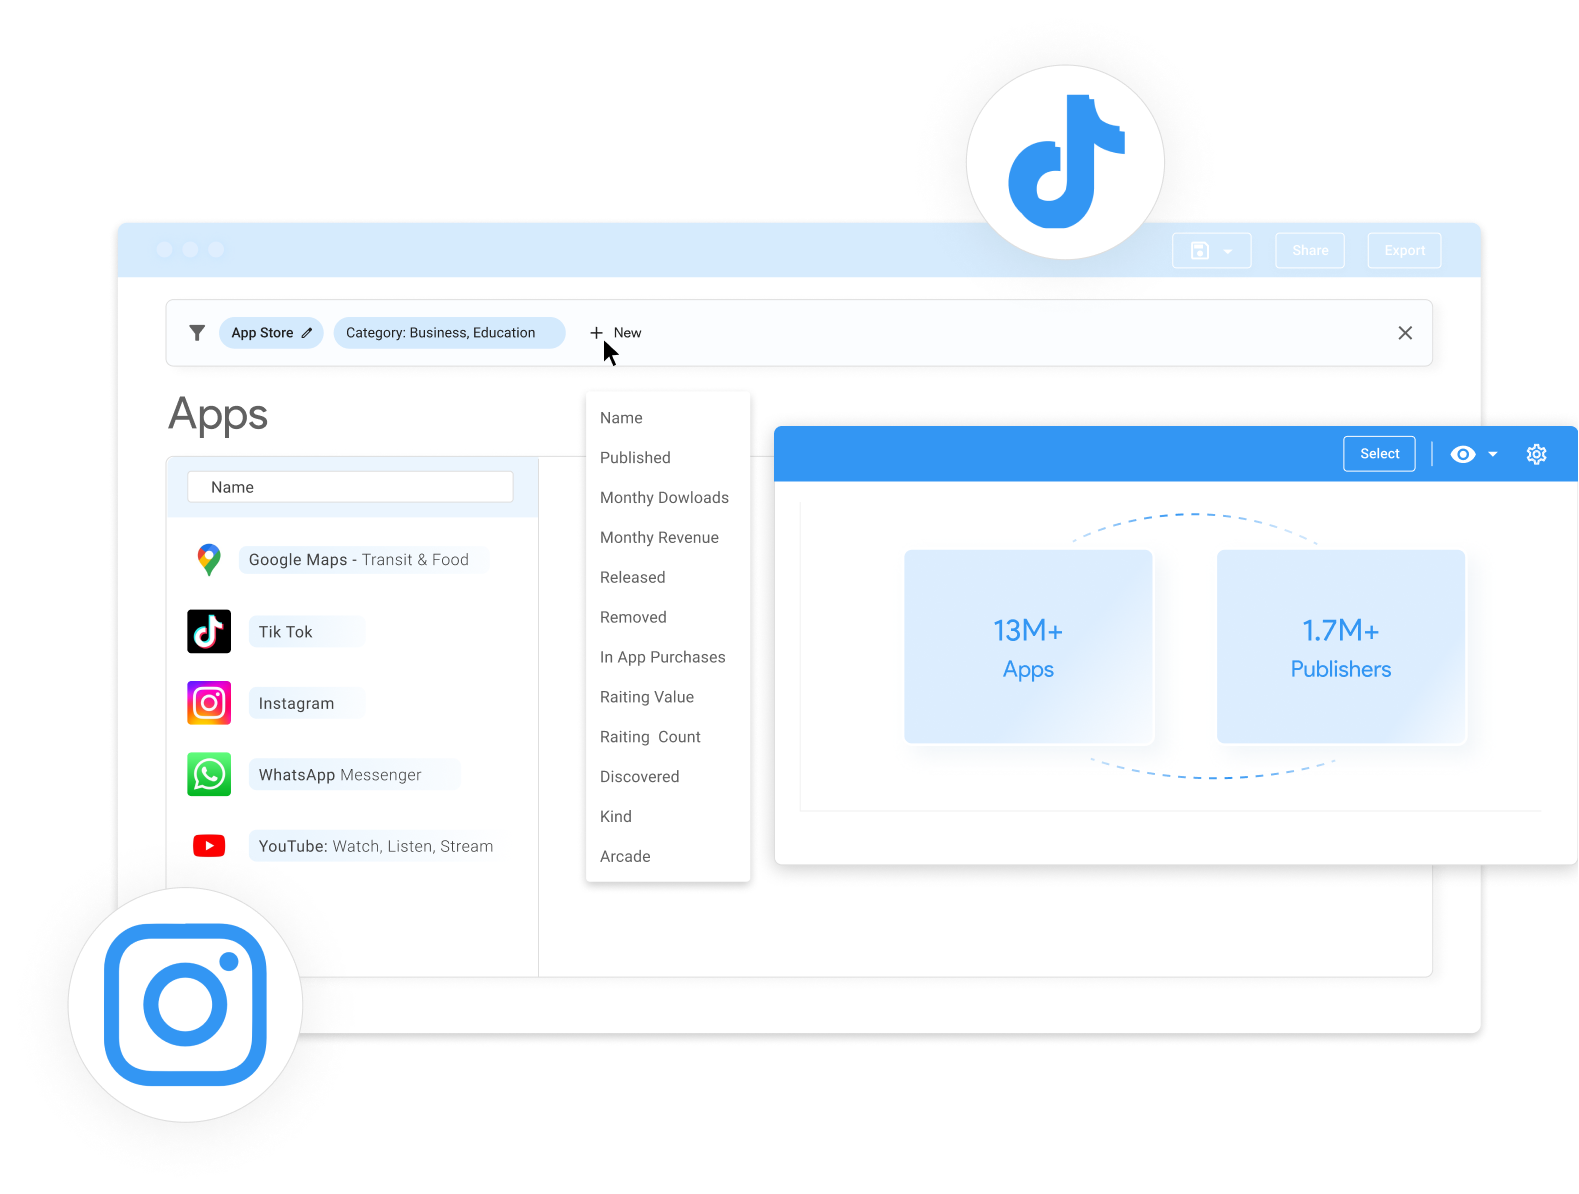 Share
Export
App Store
Category: Business, Education
New
Apps
Name
Google Maps - Transit & Food
Tik Tok
Instagram
WhatsApp Messenger
YouTube: Watch, Listen, Stream
Name
Published
Monthy Dowloads
Monthy Revenue
Released
Removed
In App Purchases
Raiting Value
Raiting Count
Discovered
Kind
Arcade
Select
13M+
Apps
1.7M+
Publishers